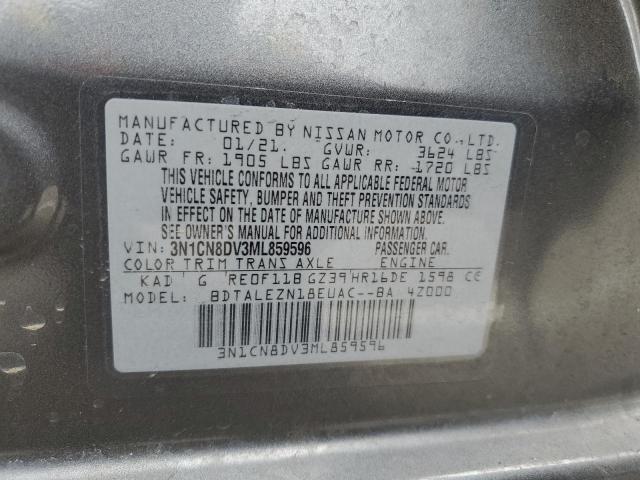 MANUFACTURED BY NISSAN MOTOR CO., LTD.
DATE: 01/21. GVWR: 3624 LBS
GAWR FR: 1905 LBS GAWR RR: 1720 LBS
THIS VEHICLE CONFORMS TO ALL APPLICABLE FEDERAL MOTOR
VEHICLE SAFETY, BUMPER AND THEFT PREVENTION STANDARDS
IN EFFECT ON THE DATE OF MANUFACTURE SHOWN ABOVE.
SEE OWNER'S MANUAL FOR ADDITIONAL INFORMATION
VIN: 3N1CN8DV3ML859596 PASSENGER CAR.
COLOR TRIM TRANS AXLE ENGINE
KAD G RE0F11B GZ39 HR16DE 1598 CC
MODEL: BDTALEZN18EUAC--BA 4Z000
3N1CN8DV3ML859596